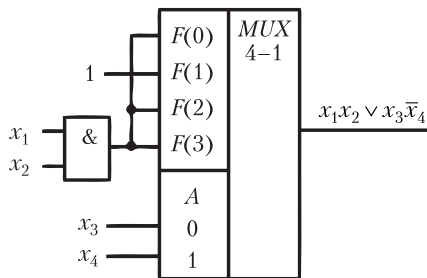 F(0) MUX
4–1
1 F(1)
F(2)
x₁x₂ ∨ x₃x̄₄
x₁ & F(3)
x₂
A
x₃ 0
x₄ 1